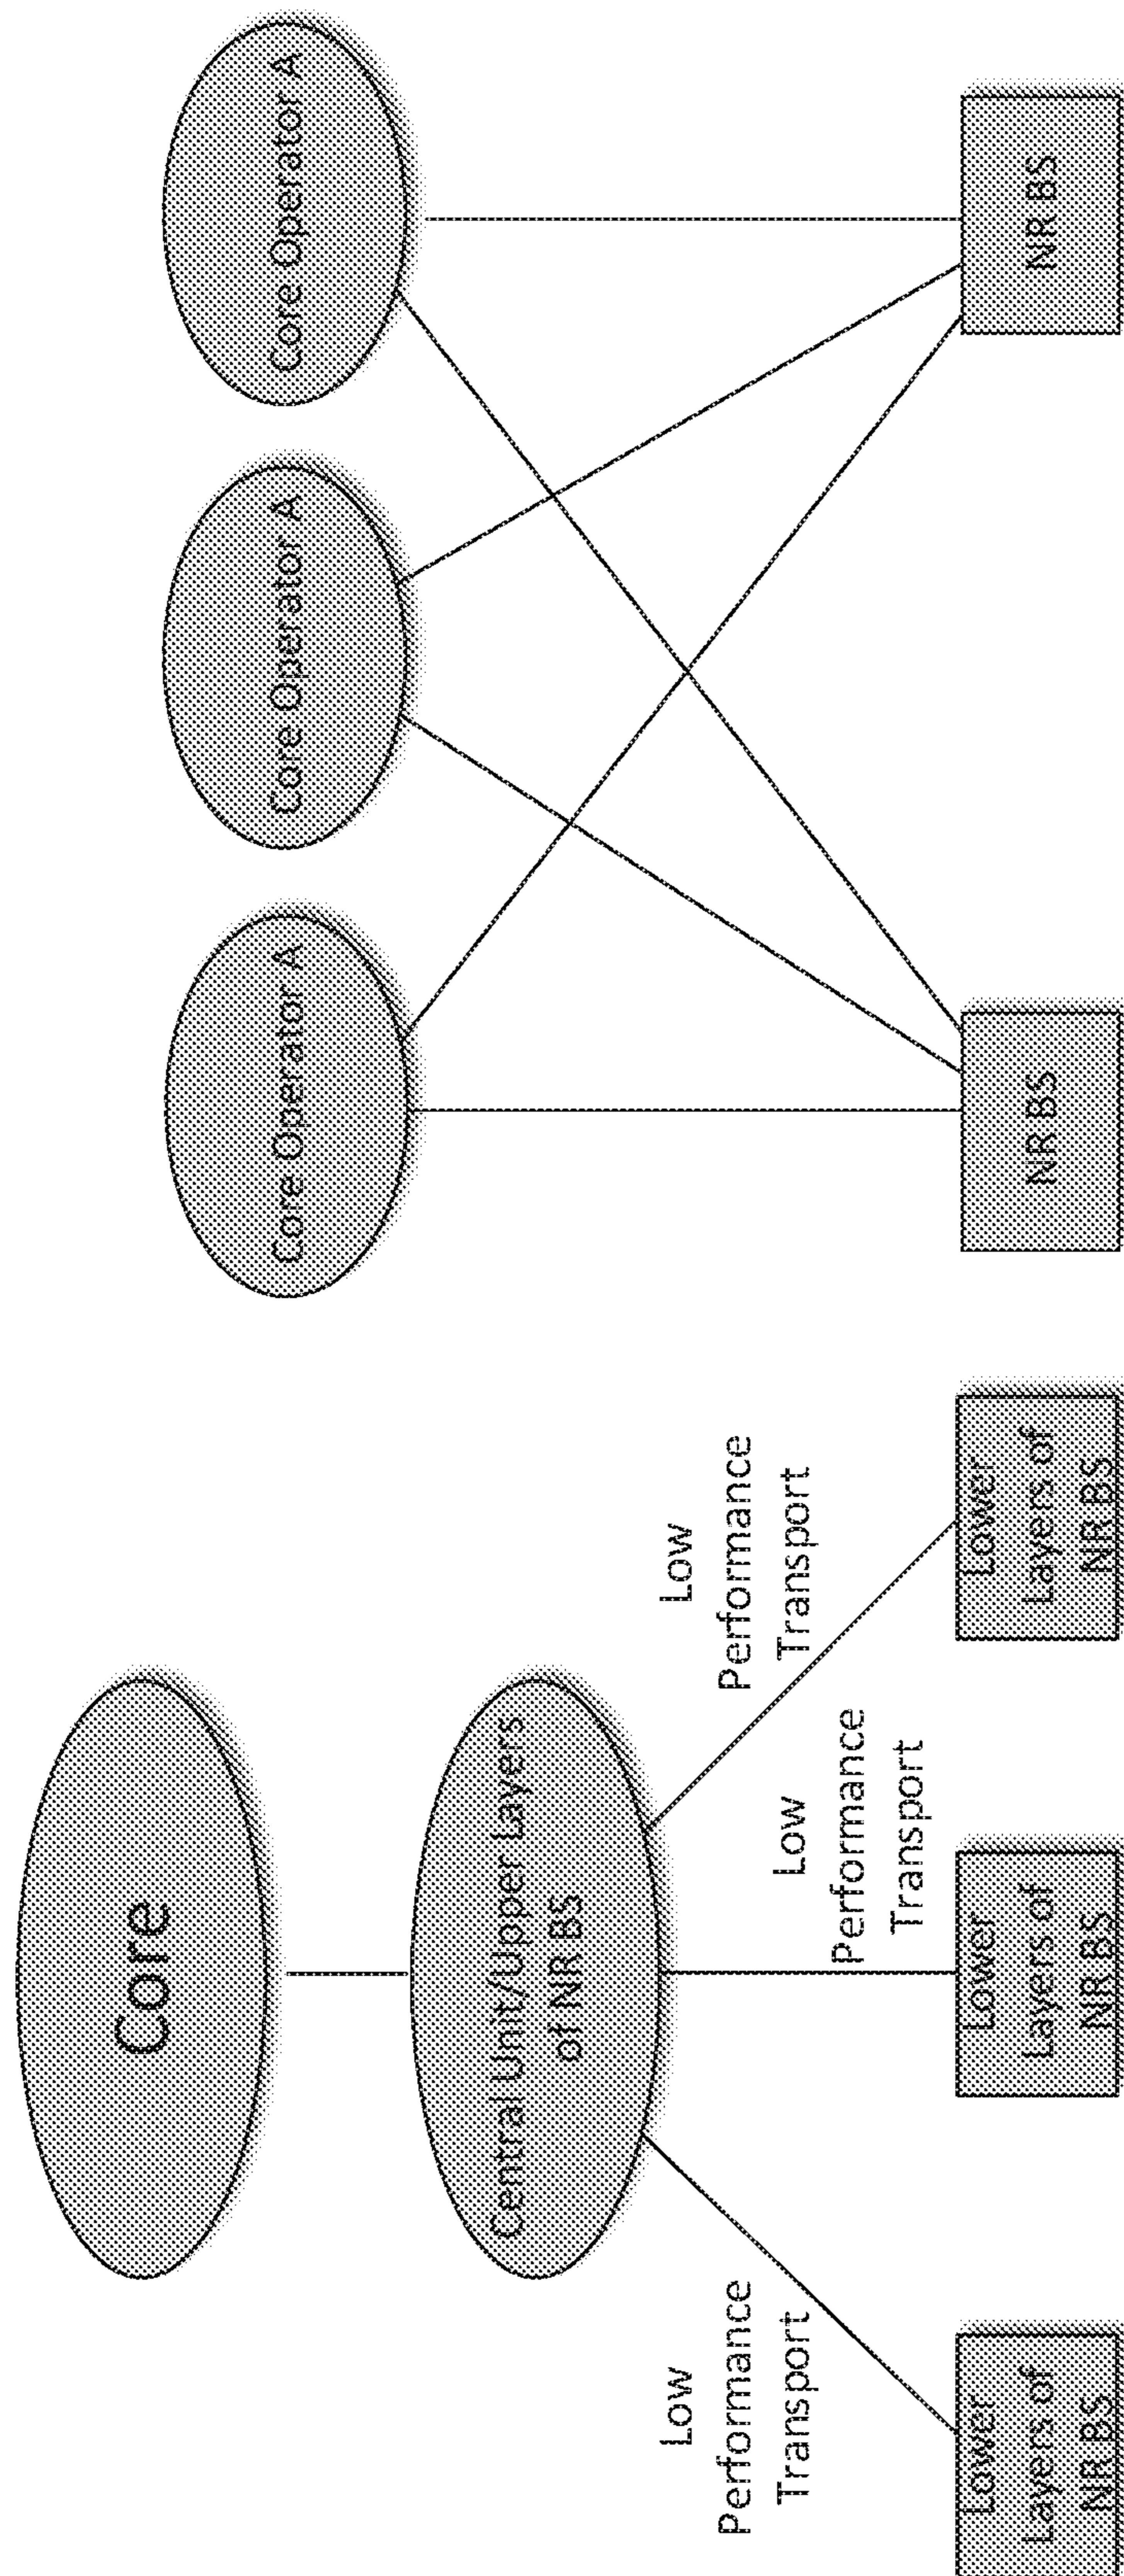 Core
Central Unit/Upper Layers
of NR BS
Low
Performance
Transport
Low
Performance
Transport
Low
Performance
Transport
Lower
Layers of
NR BS
Lower
Layers of
NR BS
Lower
Layers of
NR BS
Core Operator A
Core Operator A
Core Operator A
NR BS
NR BS